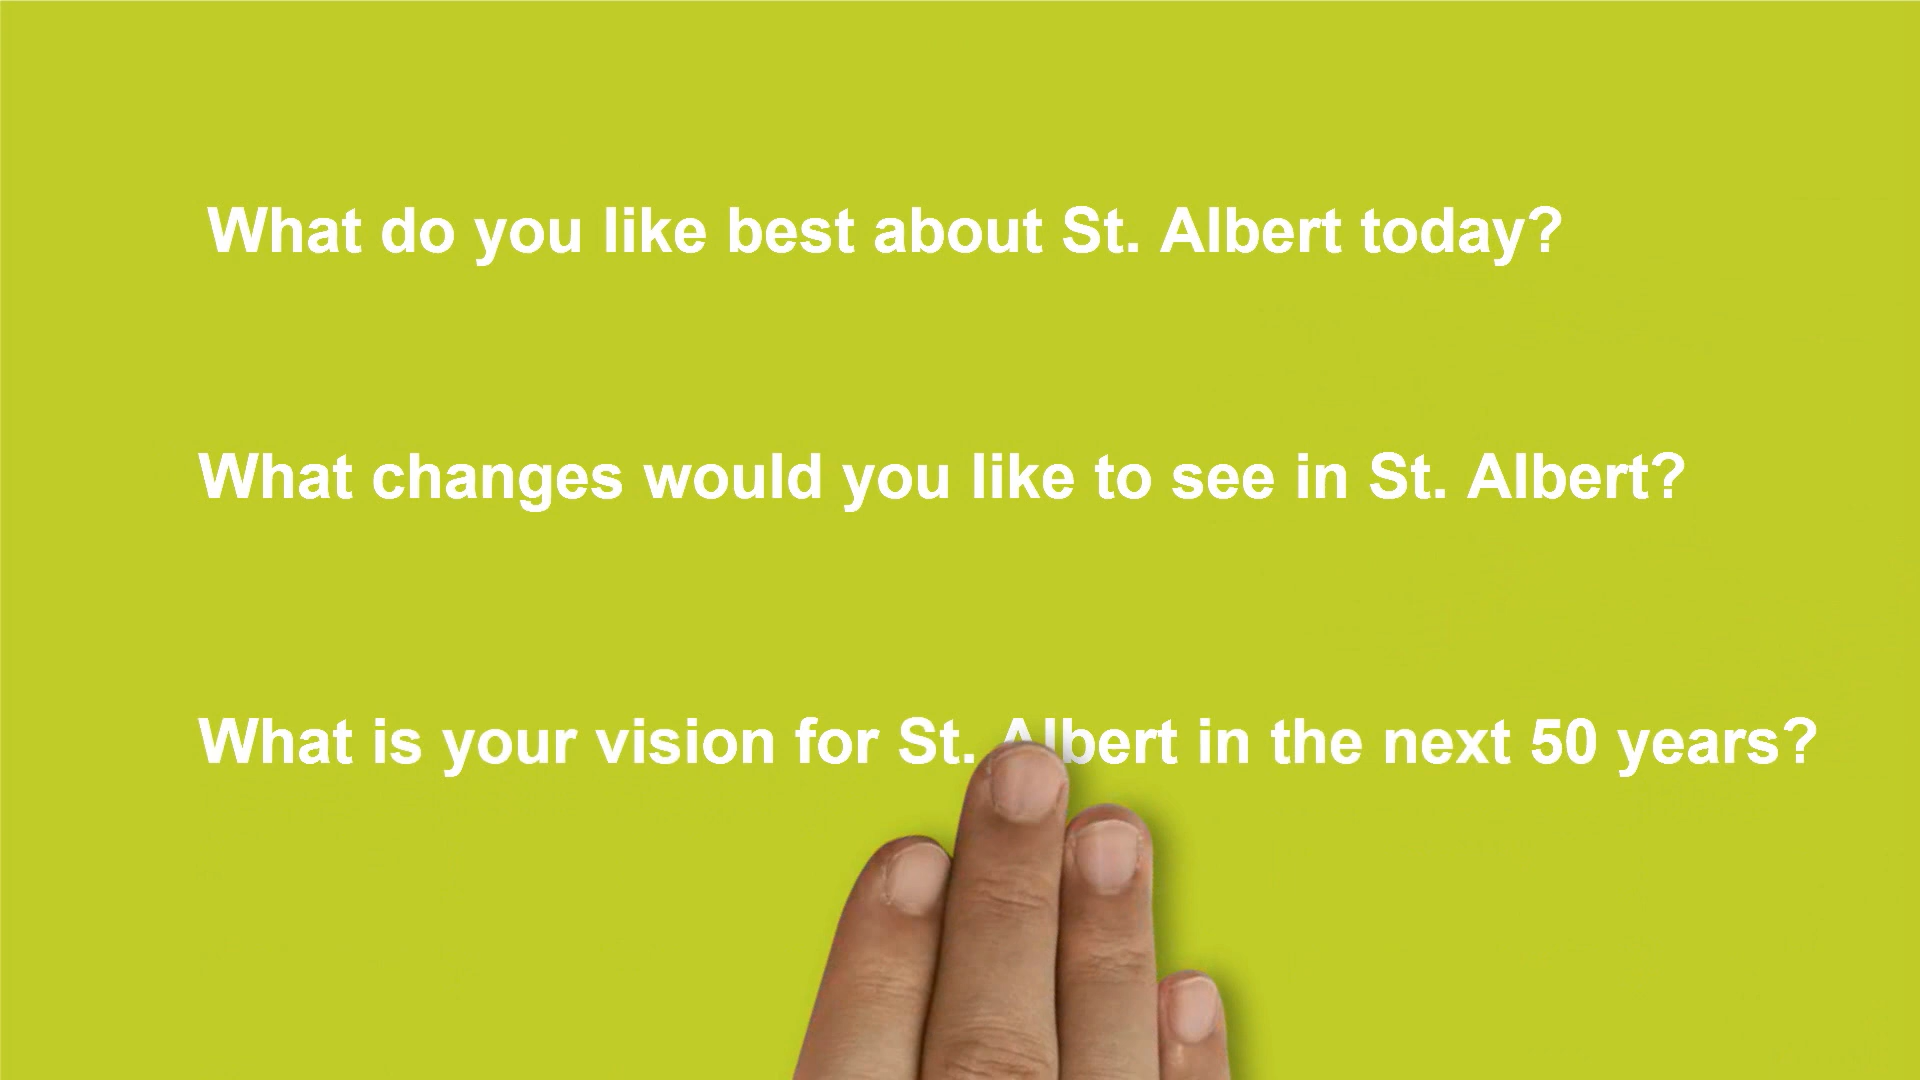 What do you like best about St. Albert today?
What changes would you like to see in St. Albert?
What is your vision for St. Albert in the next 50 years?